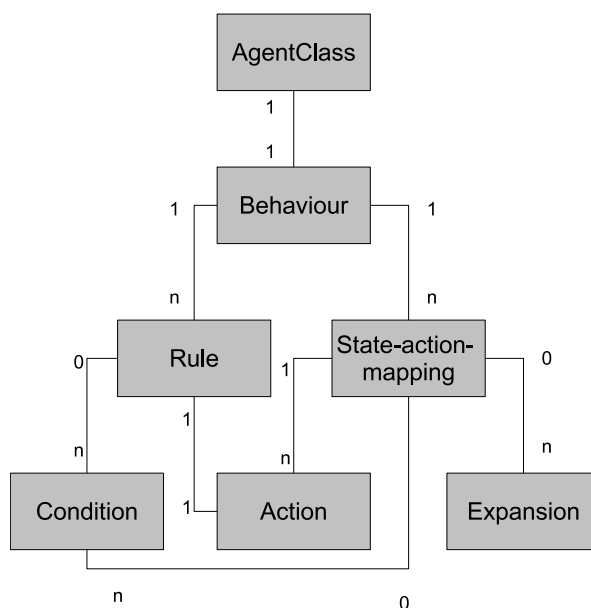 AgentClass
1
1
Behaviour
1
1
n
n
Rule
State-action-
mapping
0
1
1
0
n
n
n
1
Condition
Action
Expansion
n
0